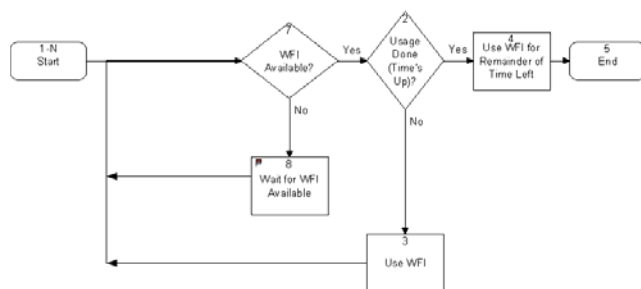 1-N
Start
7
WFI
Available?
Yes
2
Usage
Done
(Time's
Up)?
Yes
4
Use WFI for
Remainder of
Time Left
5
End
No
No
8
Wait for WFI
Available
3
Use WFI